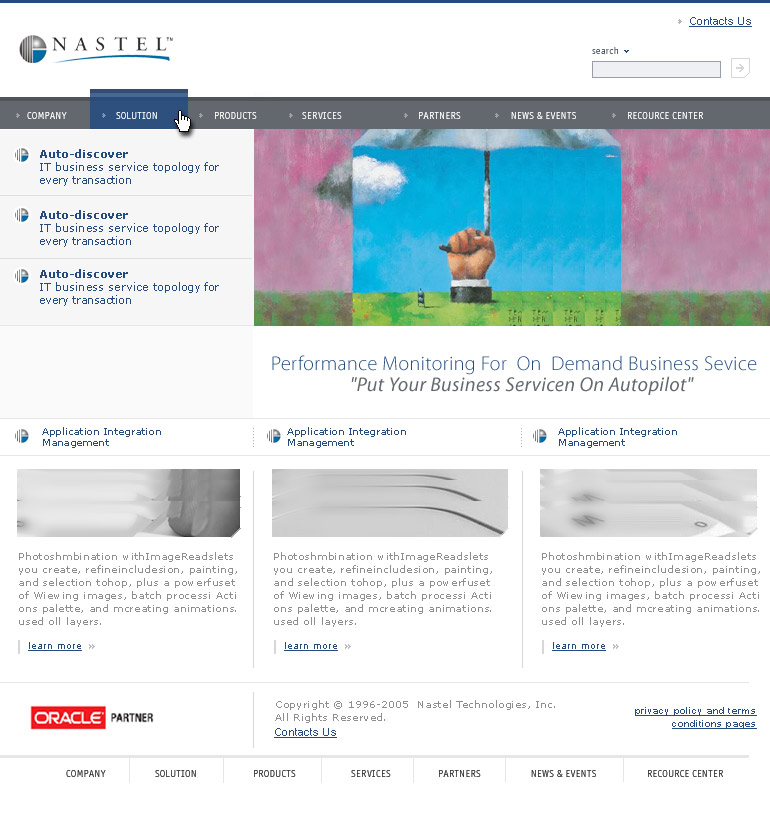 Contacts Us
NASTEL™
search
COMPANY SOLUTION PRODUCTS SERVICES PARTNERS NEWS & EVENTS RECOURCE CENTER
Auto-discover
IT business service topology for
every transaction
Auto-discover
IT business service topology for
every transaction
Auto-discover
IT business service topology for
every transaction
Performance Monitoring For On Demand Business Sevice
"Put Your Business Servicen On Autopilot"
Application Integration
Management
Application Integration
Management
Application Integration
Management
Photoshmbination withImageReadslets
you create, refineincludesion, painting,
and selection tohop, plus a powerfuset
of Wiewing images, batch processi Acti
ons palette, and mcreating animations.
used oll layers.
learn more »
Photoshmbination withImageReadslets
you create, refineincludesion, painting,
and selection tohop, plus a powerfuset
of Wiewing images, batch processi Acti
ons palette, and mcreating animations.
used oll layers.
learn more »
Photoshmbination withImageReadslets
you create, refineincludesion, painting,
and selection tohop, plus a powerfuset
of Wiewing images, batch processi Acti
ons palette, and mcreating animations.
used oll layers.
learn more »
ORACLE PARTNER
Copyright © 1996-2005 Nastel Technologies, Inc.
All Rights Reserved.
Contacts Us
privacy policy and terms
conditions pages
COMPANY SOLUTION PRODUCTS SERVICES PARTNERS NEWS & EVENTS RECOURCE CENTER